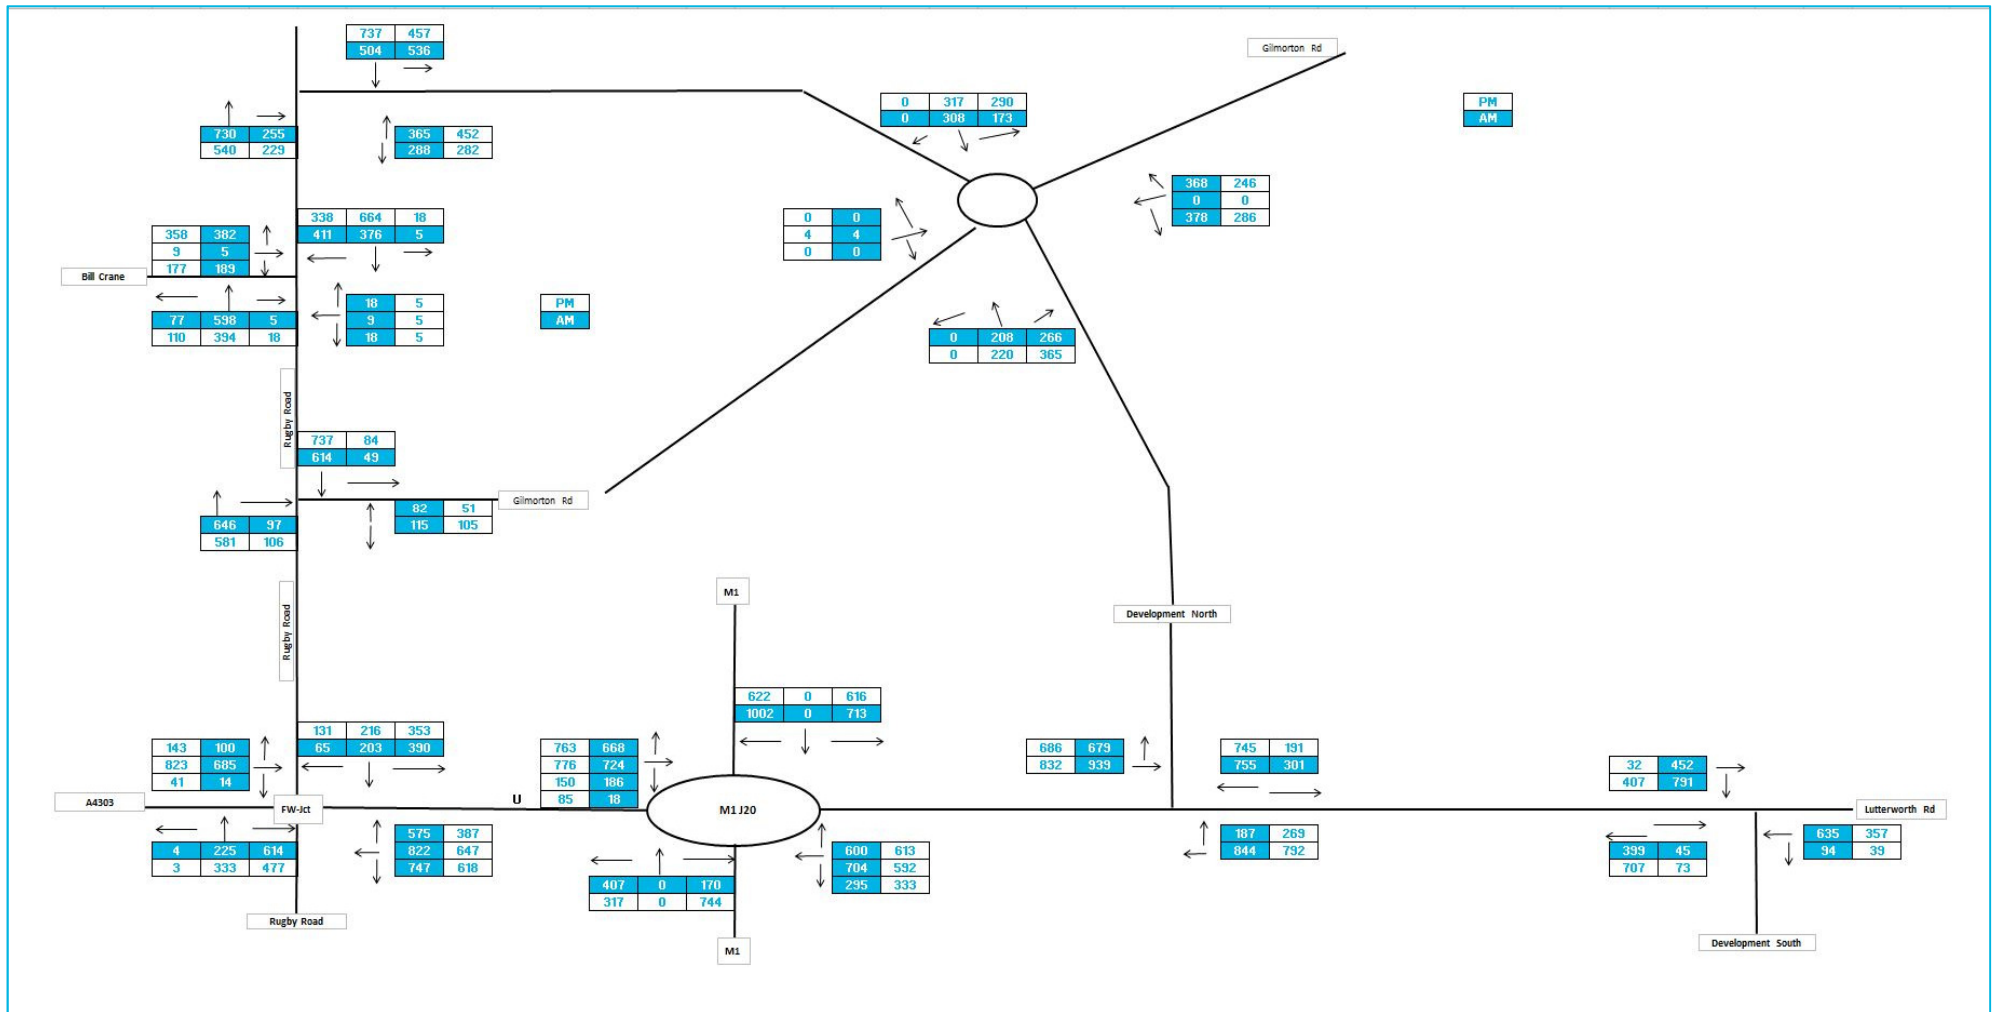 737 457
504 536
Gilmorton Rd
0 317 290
0 308 173
PM
AM
730 255
540 229
365 452
288 282
368 246
0 0
378 286
338 664 18
411 376 5
0 0
4 4
0 0
358 382
9 5
177 189
Bill Crane
77 598 5
110 394 18
18 5
9 5
18 5
PM
AM
0 208 266
0 220 365
Rugby Road
737 84
614 49
Gilmorton Rd
82 51
115 105
646 97
581 106
Rugby Road
M1
Development North
622 0 616
1002 0 713
131 216 353
65 203 390
143 100
823 685
41 14
763 668
776 724
150 186
85 18
686 679
832 939
745 191
755 301
32 452
407 791
A4303
FW-Jct
U
M1 J20
Lutterworth Rd
4 225 614
3 333 477
575 387
822 647
747 618
407 0 170
317 0 744
600 613
704 592
295 333
187 269
844 792
399 45
707 73
635 357
94 39
Rugby Road
M1
Development South